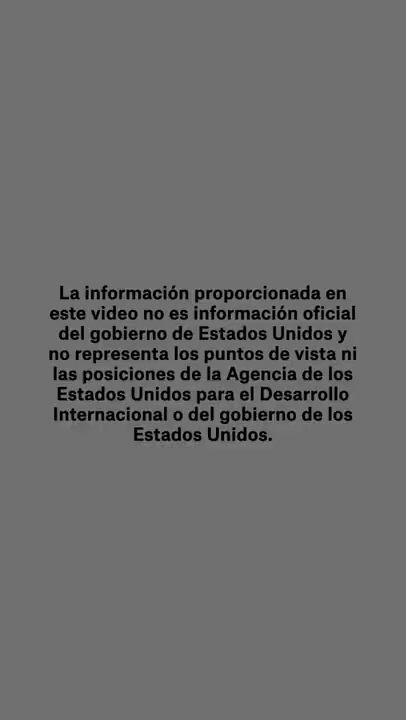 La información proporcionada en
este video no es información oficial
del gobierno de Estados Unidos y
no representa los puntos de vista ni
las posiciones de la Agencia de los
Estados Unidos para el Desarrollo
Internacional o del gobierno de los
Estados Unidos.